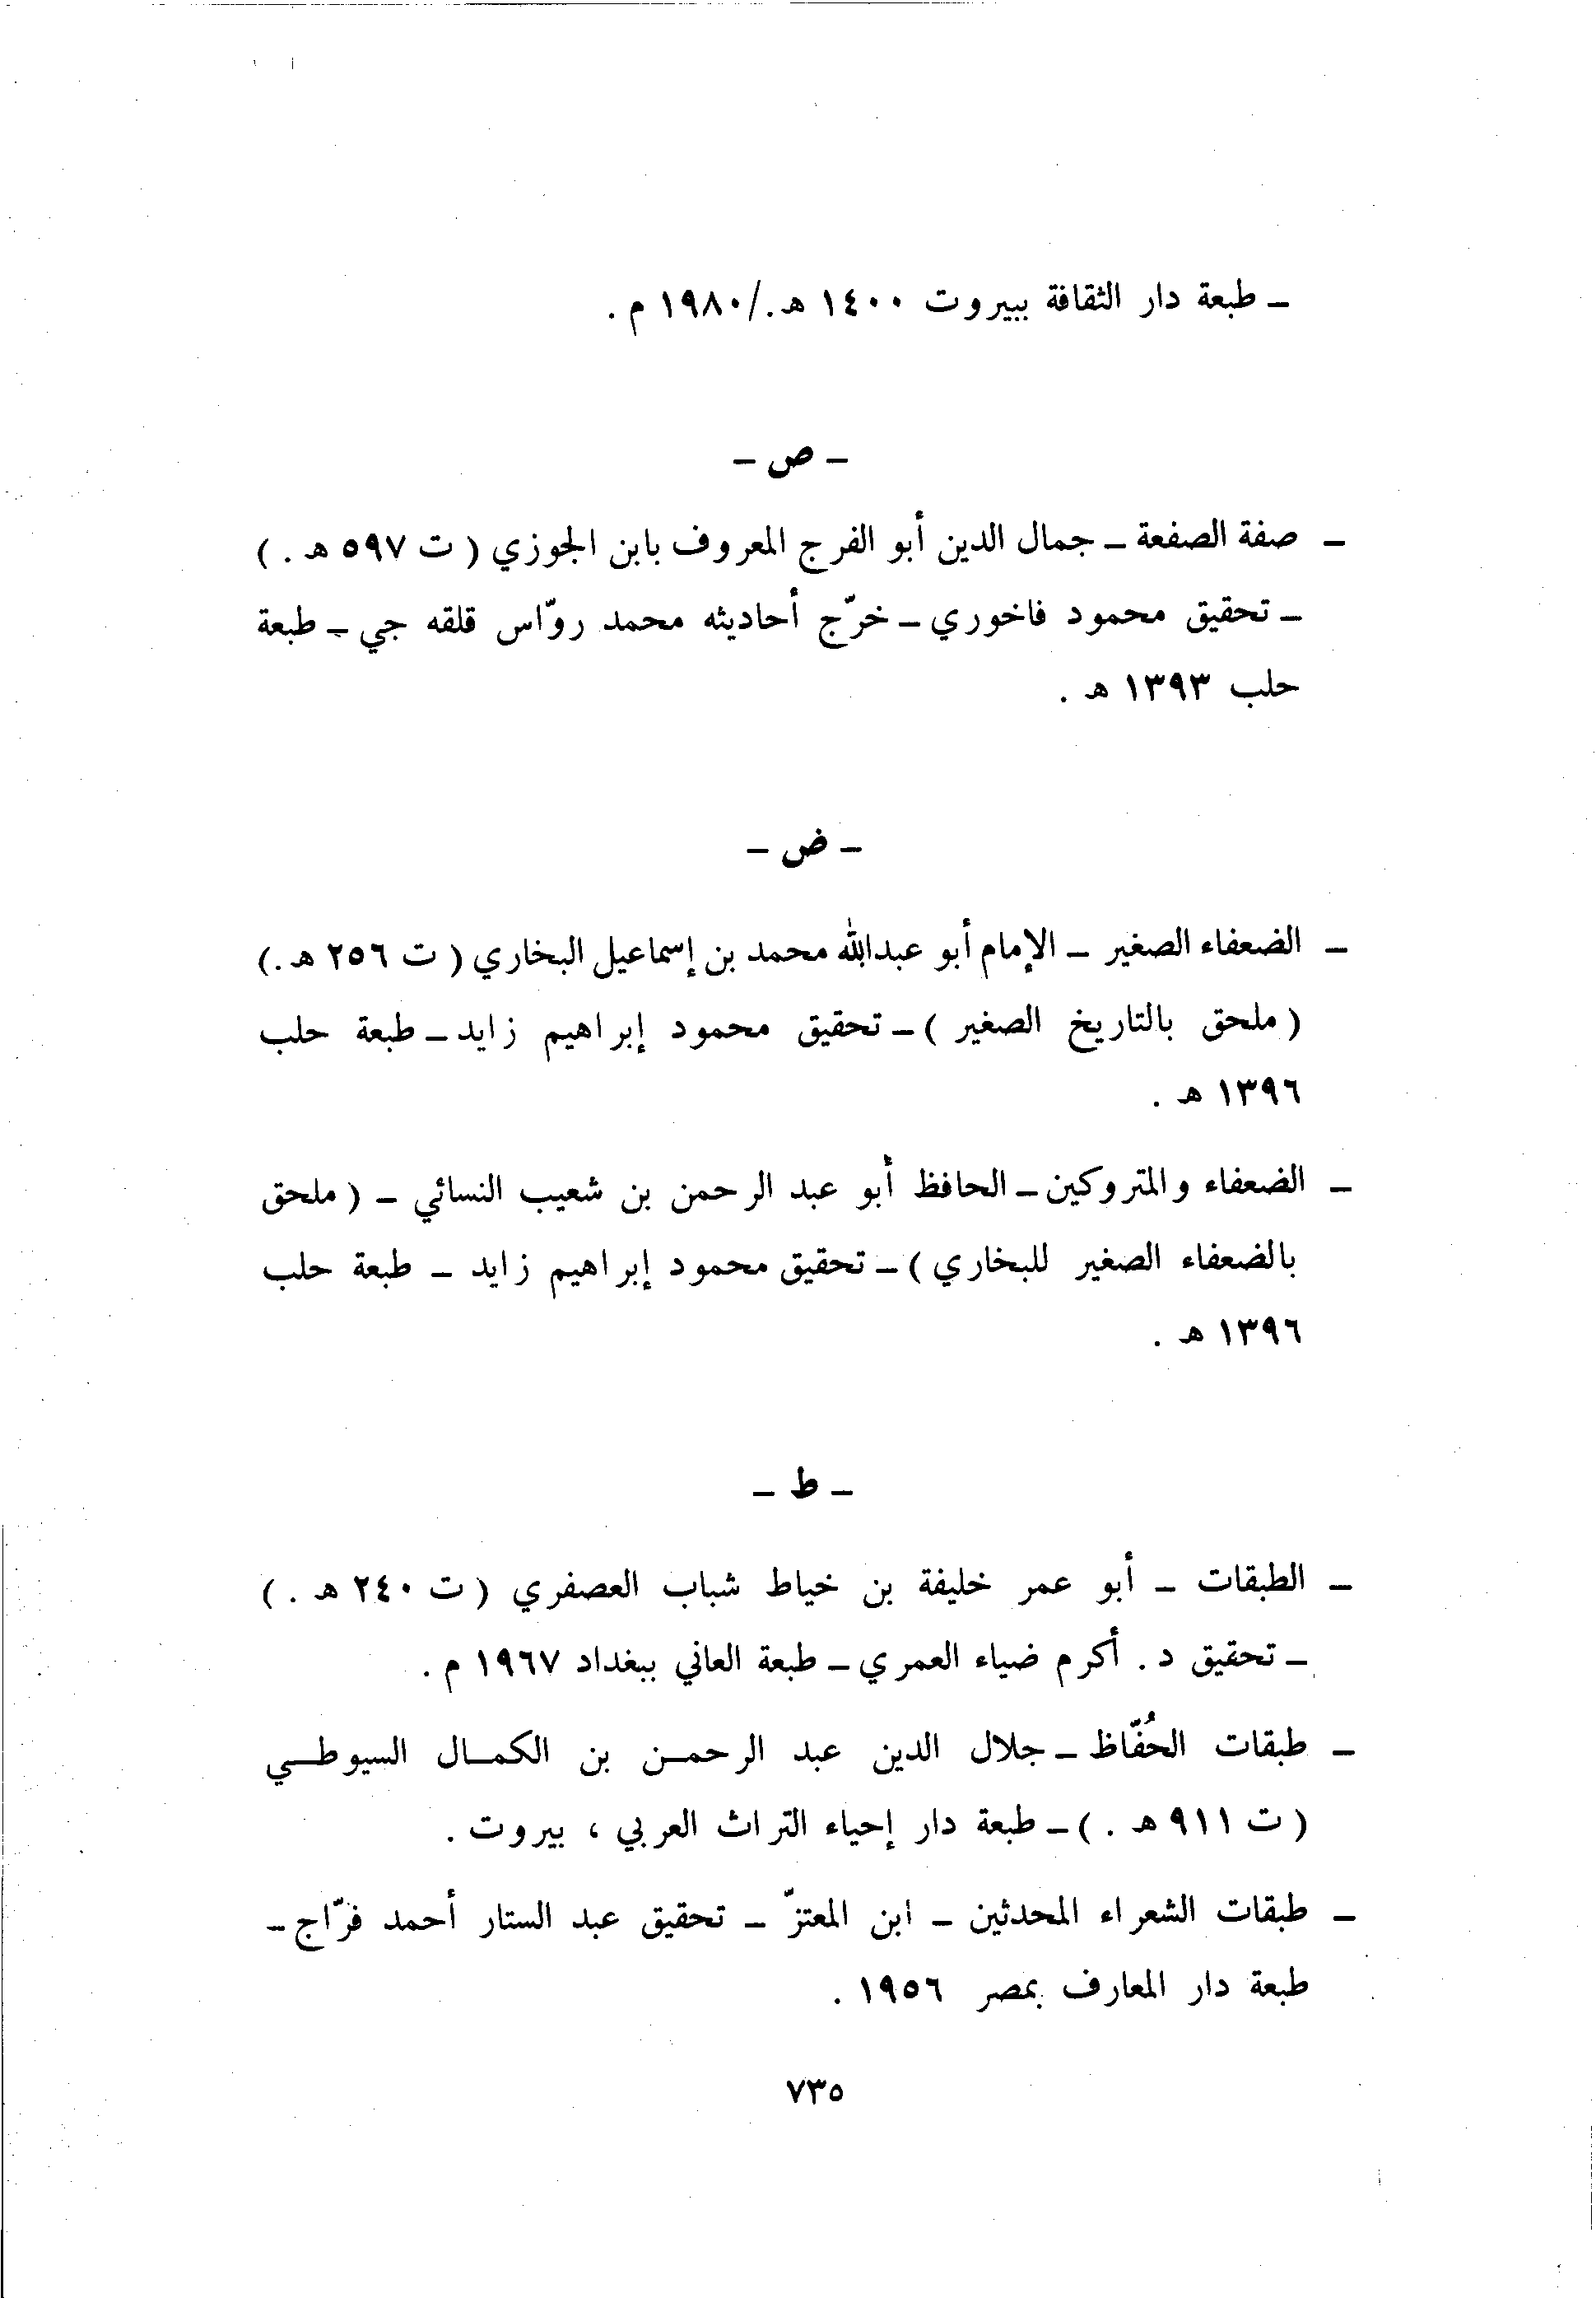 ـ طبعة دار الثقافة ببيروت ١٤٠٠ هـ./١٩٨٠ م .
ـ ص ـ
ـ صفة الصفعة ـ جمال الدين أبو الفرج المعروف بابن الجوزي ( ت ٥٩٧ هـ . )
ـ تحقيق محمود فاخوري ـ خرّج أحاديثه محمد روّاس قلقه جي ـ طبعة
حلب ١٣٩٣ هـ .
ـ ض ـ
ـ الضعفاء الصغير ـ الإمام أبو عبدالله محمد بن إسماعيل البخاري ( ت ٢٥٦ هـ .)
( ملحق بالتاريخ الصغير ) ـ تحقيق محمود إبراهيم زايد ـ طبعة حلب
١٣٩٦ هـ .
ـ الضعفاء والمتروكين ـ الحافظ أبو عبد الرحمن بن شعيب النسائي ـ ( ملحق
بالضعفاء الصغير للبخاري ) ـ تحقيق محمود إبراهيم زايد ـ طبعة حلب
١٣٩٦ هـ .
ـ ط ـ
ـ الطبقات ـ أبو عمر خليفة بن خياط شباب العصفري ( ت ٢٤٠ هـ . )
ـ تحقيق د . أكرم ضياء العمري ـ طبعة العاني ببغداد ١٩٦٧ م .
ـ طبقات الحُفّاظ ـ جلال الدين عبد الرحمـن بن الكمـال السيوطـي
( ت ٩١١ هـ . ) ـ طبعة دار إحياء التراث العربي ، بيروت .
ـ طبقات الشعراء المحدثين ـ ابن المعتزّ ـ تحقيق عبد الستار أحمد فرّاج ـ
طبعة دار المعارف بمصر ١٩٥٦ .
٧٣٥